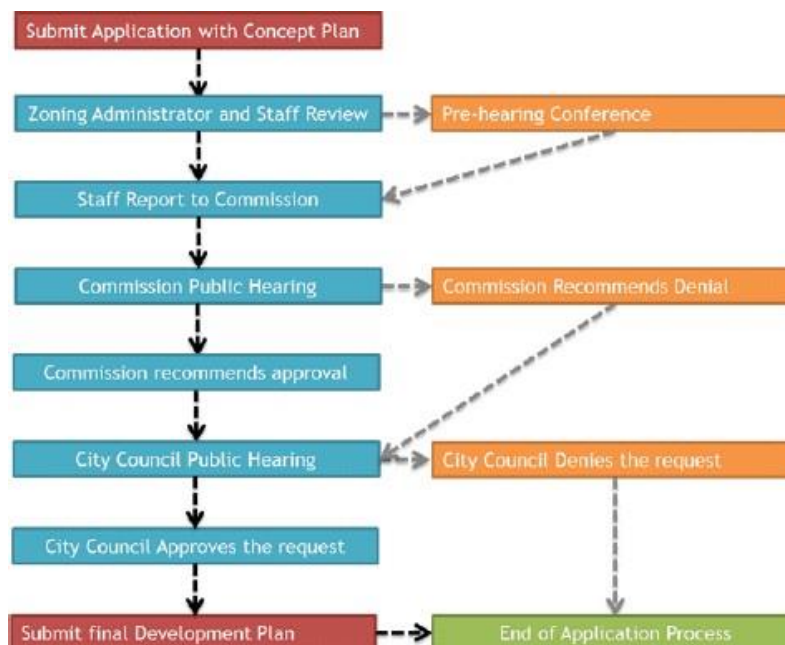 Submit Application with Concept Plan
Zoning Administrator and Staff Review
Pre-hearing Conference
Staff Report to Commission
Commission Public Hearing
Commission Recommends Denial
Commission recommends approval
City Council Public Hearing
City Council Denies the request
City Council Approves the request
Submit final Development Plan
End of Application Process